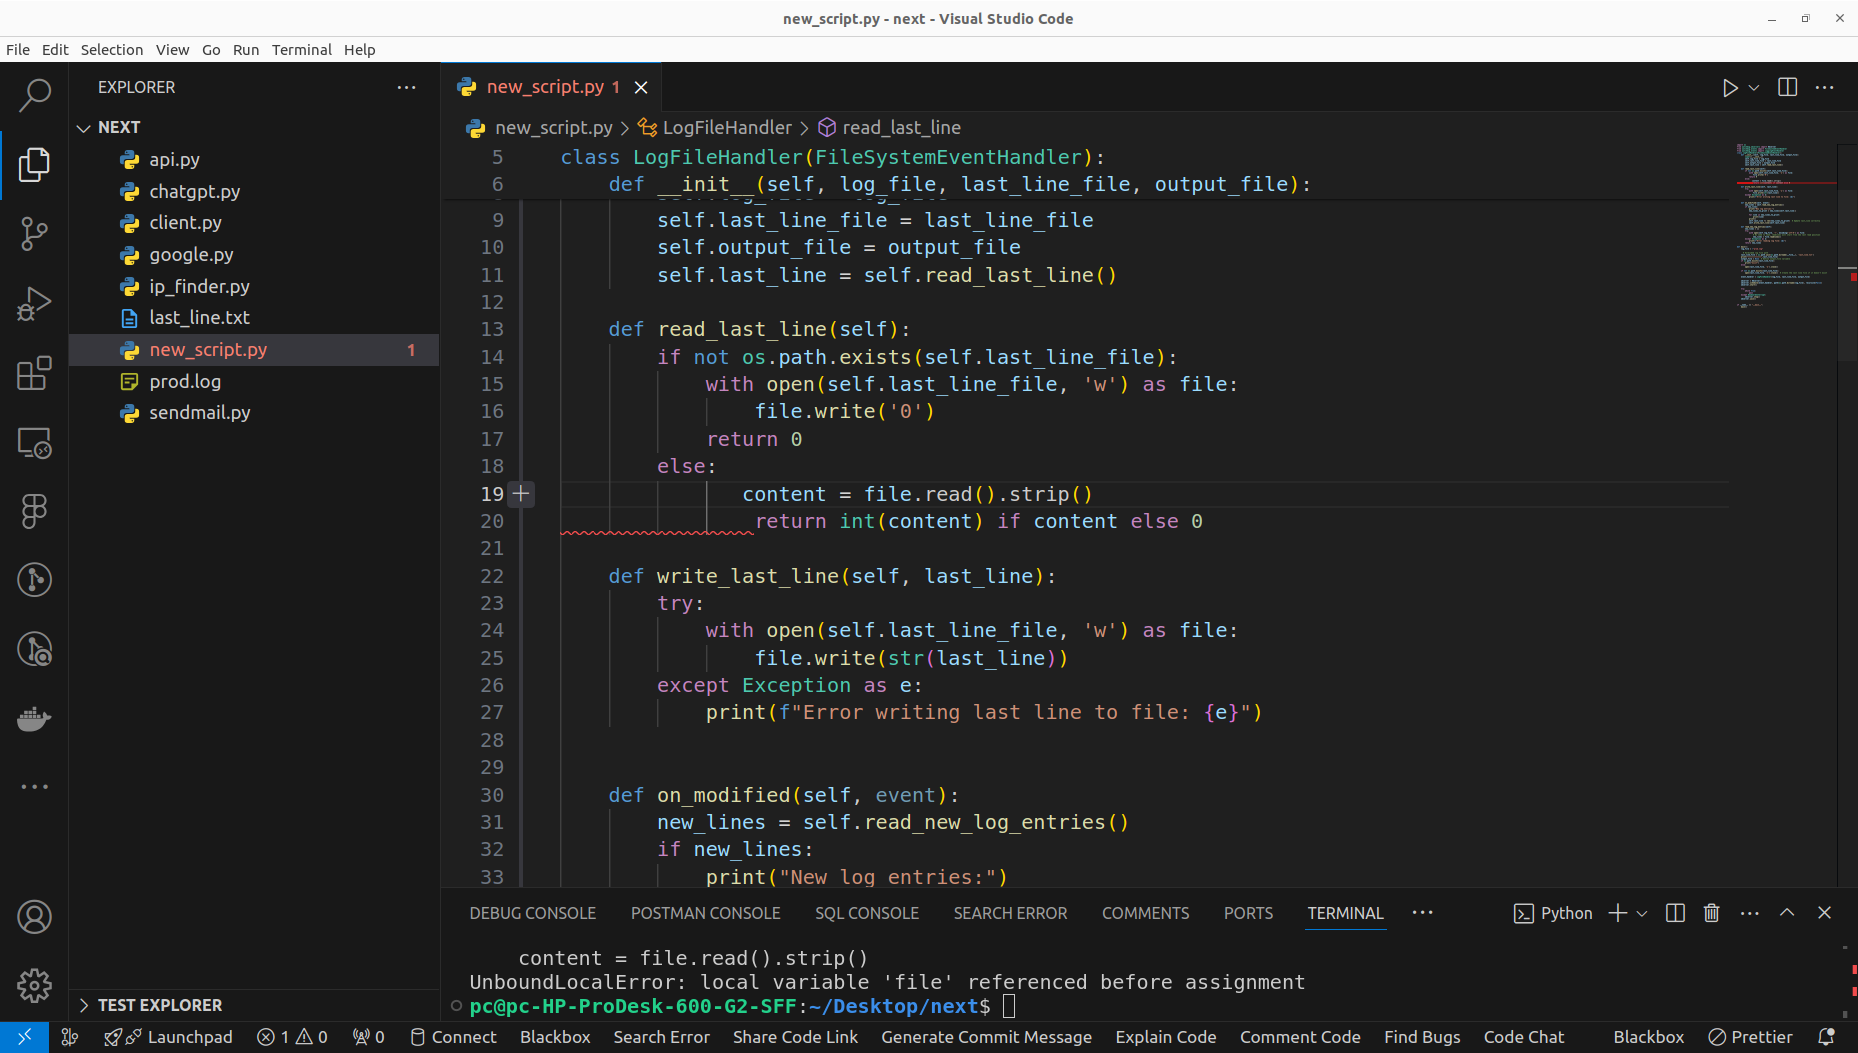 new_script.py - next - Visual Studio Code
File Edit Selection View Go Run Terminal Help
EXPLORER
NEXT
api.py
chatgpt.py
client.py
google.py
ip_finder.py
last_line.txt
new_script.py 1
prod.log
sendmail.py
TEST EXPLORER
new_script.py 1
new_script.py > LogFileHandler > read_last_line
5 class LogFileHandler(FileSystemEventHandler):
6 def __init__(self, log_file, last_line_file, output_file):
9 self.last_line_file = last_line_file
10 self.output_file = output_file
11 self.last_line = self.read_last_line()
12
13 def read_last_line(self):
14 if not os.path.exists(self.last_line_file):
15 with open(self.last_line_file, 'w') as file:
16 file.write('0')
17 return 0
18 else:
19 content = file.read().strip()
20 return int(content) if content else 0
21
22 def write_last_line(self, last_line):
23 try:
24 with open(self.last_line_file, 'w') as file:
25 file.write(str(last_line))
26 except Exception as e:
27 print(f"Error writing last line to file: {e}")
28
29
30 def on_modified(self, event):
31 new_lines = self.read_new_log_entries()
32 if new_lines:
33 print("New log entries:")
DEBUG CONSOLE POSTMAN CONSOLE SQL CONSOLE SEARCH ERROR COMMENTS PORTS TERMINAL Python
content = file.read().strip()
UnboundLocalError: local variable 'file' referenced before assignment
pc@pc-HP-ProDesk-600-G2-SFF:~/Desktop/next$
Launchpad 1 0 0 Connect Blackbox Search Error Share Code Link Generate Commit Message Explain Code Comment Code Find Bugs Code Chat Blackbox Prettier